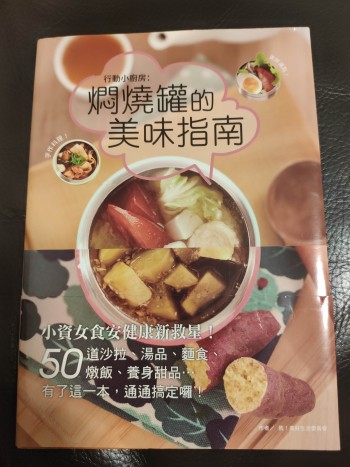 行動小廚房：
燜燒罐的
美味指南
小資女食安健康新救星！
50道沙拉、湯品、麵食、
燉飯、養身甜品…
有了這一本，通通搞定囉！